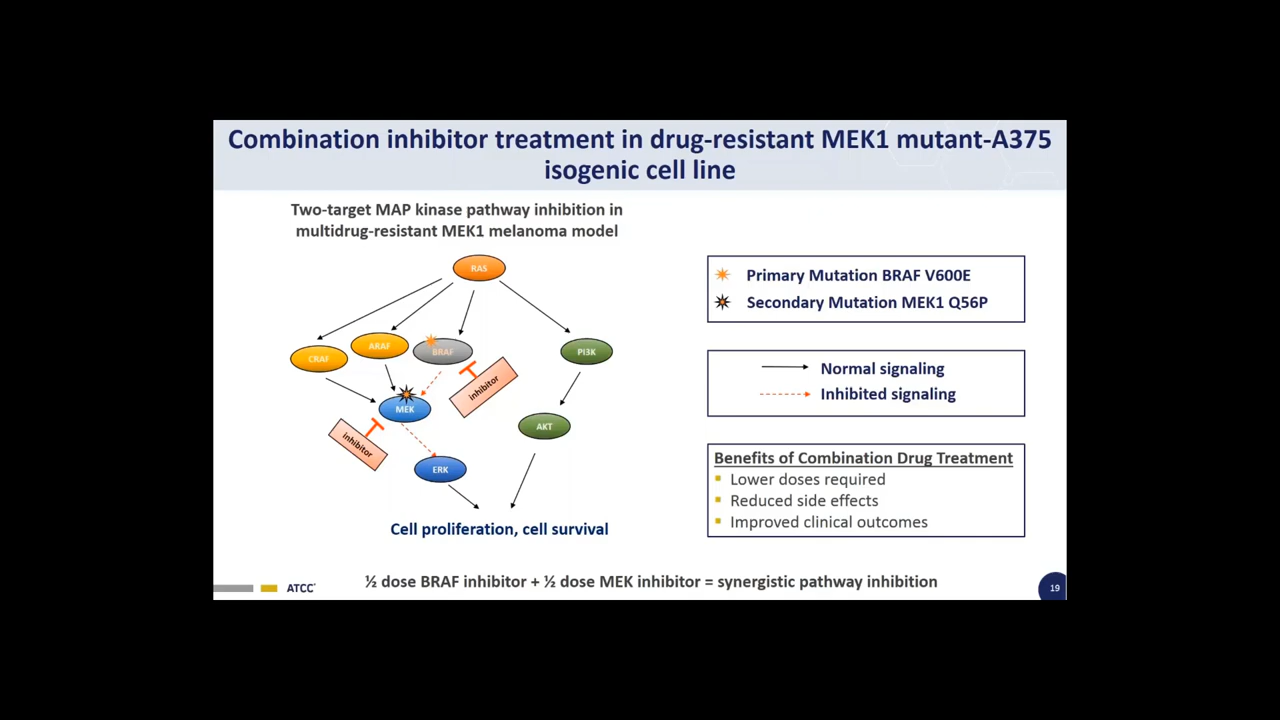 Combination inhibitor treatment in drug-resistant MEK1 mutant-A375
isogenic cell line
Two-target MAP kinase pathway inhibition in
multidrug-resistant MEK1 melanoma model
RAS
CRAF
ARAF
BRAF
PI3K
inhibitor
MEK
inhibitor
AKT
ERK
Cell proliferation, cell survival
Primary Mutation BRAF V600E
Secondary Mutation MEK1 Q56P
Normal signaling
Inhibited signaling
Benefits of Combination Drug Treatment
Lower doses required
Reduced side effects
Improved clinical outcomes
½ dose BRAF inhibitor + ½ dose MEK inhibitor = synergistic pathway inhibition
ATCC
19